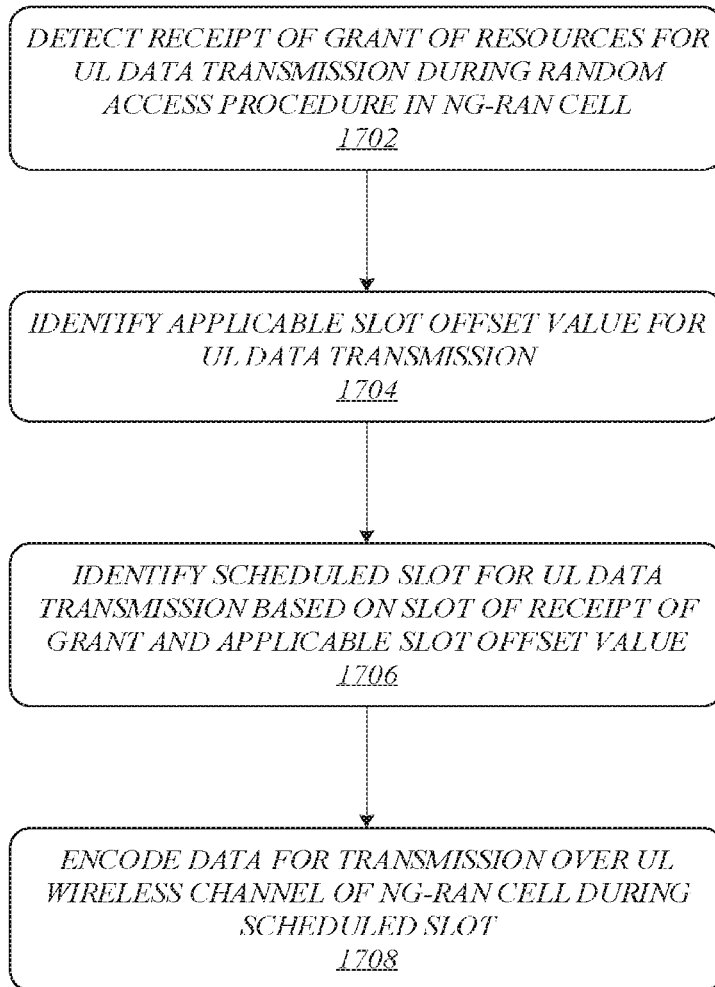 DETECT RECEIPT OF GRANT OF RESOURCES FOR
UL DATA TRANSMISSION DURING RANDOM
ACCESS PROCEDURE IN NG-RAN CELL
1702
IDENTIFY APPLICABLE SLOT OFFSET VALUE FOR
UL DATA TRANSMISSION
1704
IDENTIFY SCHEDULED SLOT FOR UL DATA
TRANSMISSION BASED ON SLOT OF RECEIPT OF
GRANT AND APPLICABLE SLOT OFFSET VALUE
1706
ENCODE DATA FOR TRANSMISSION OVER UL
WIRELESS CHANNEL OF NG-RAN CELL DURING
SCHEDULED SLOT
1708